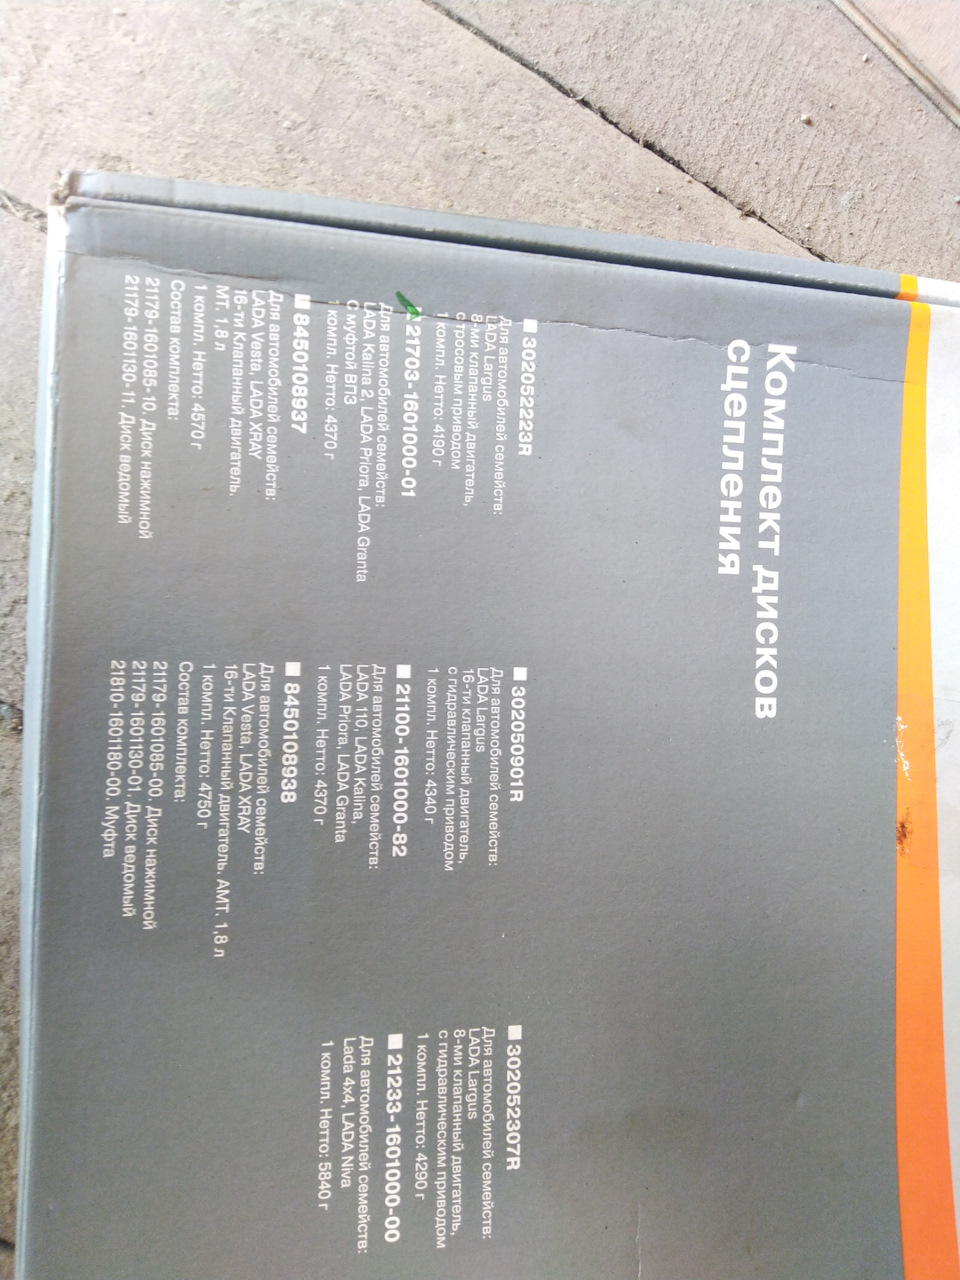 Комплект дисков
сцепления
302052223R
Для автомобилей семейств:
LADA Largus
8-ми клапанный двигатель,
с тросовым приводом
1 компл. Нетто: 4190 г
21703-1601000-01
Для автомобилей семейств:
LADA Kalina 2, LADA Priora, LADA Granta
с муфтой ВПЗ
1 компл. Нетто: 4370 г
8450108937
Для автомобилей семейств:
LADA Vesta, LADA XRAY
16-ти Клапанный двигатель,
МТ. 1,8 л
1 компл. Нетто: 4570 г
Состав комплекта:
21179-1601085-10, Диск нажимной
21179-1601130-11, Диск ведомый
302050901R
Для автомобилей семейств:
LADA Largus
16-ти клапанный двигатель,
с гидравлическим приводом
1 компл. Нетто: 4340 г
21100-1601000-82
Для автомобилей семейств:
LADA 110, LADA Kalina,
LADA Priora, LADA Granta
1 компл. Нетто: 4370 г
8450108938
Для автомобилей семейств:
LADA Vesta, LADA XRAY
16-ти Клапанный двигатель. АМТ. 1,8 л
1 компл. Нетто: 4750 г
Состав комплекта:
21179-1601085-00, Диск нажимной
21179-1601130-01, Диск ведомый
21810-1601180-00, Муфта
302052307R
Для автомобилей семейств:
LADA Largus
8-ми клапанный двигатель,
с гидравлическим приводом
1 компл. Нетто: 4290 г
21233-1601000-00
Для автомобилей семейств:
Lada 4x4, LADA Niva
1 компл. Нетто: 5840 г